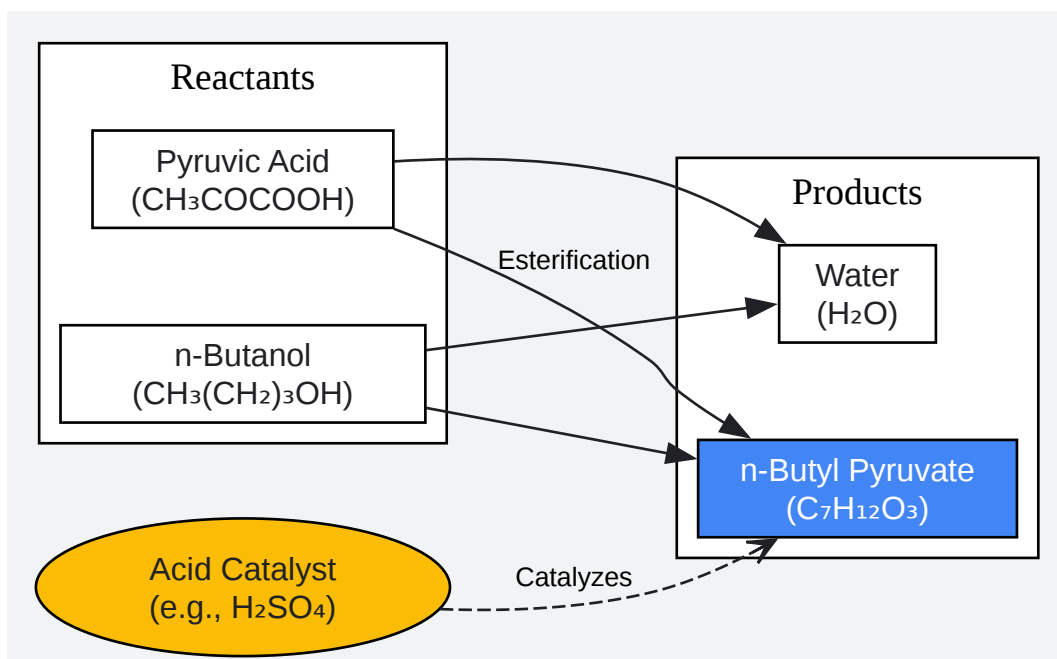 Reactants
Pyruvic Acid
(CH₃COCOOH)
n-Butanol
(CH₃(CH₂)₃OH)
Esterification
Products
Water
(H₂O)
n-Butyl Pyruvate
(C₇H₁₂O₃)
Acid Catalyst
(e.g., H₂SO₄)
Catalyzes